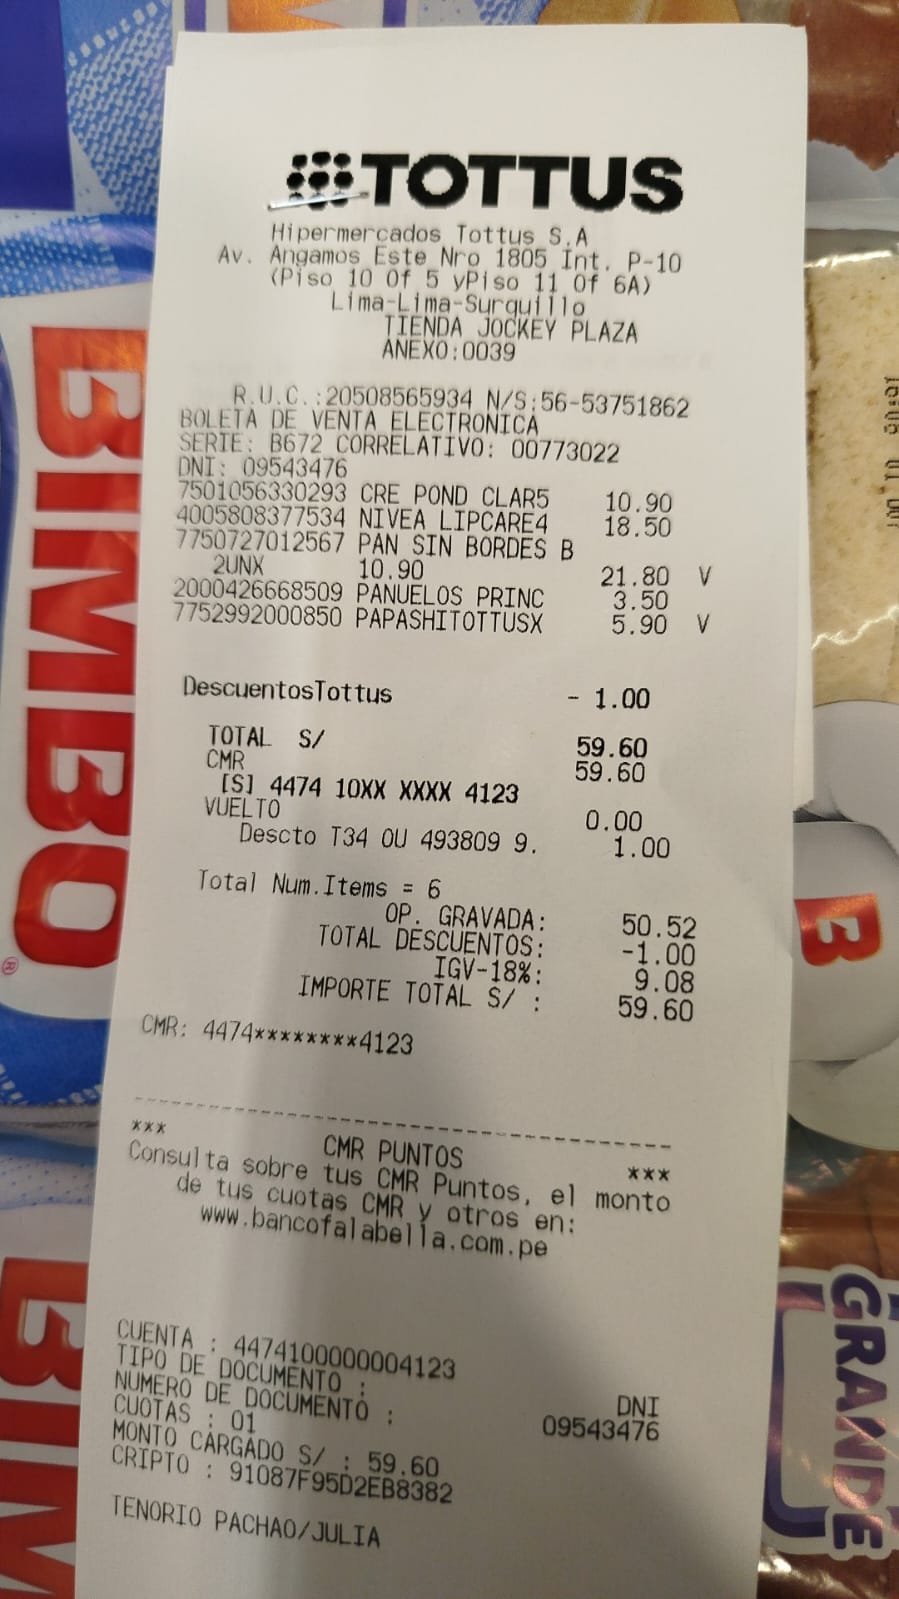 TOTTUS
Hipermercados Tottus S.A
Av. Angamos Este Nro 1805 Int. P-10
(Piso 10 Of 5 yPiso 11 Of 6A)
Lima-Lima-Surquillo
TIENDA JOCKEY PLAZA
ANEXO:0039
R.U.C.:20508565934 N/S:56-53751862
BOLETA DE VENTA ELECTRONICA
SERIE: B672 CORRELATIVO: 00773022
DNI: 09543476
7501056330293 CRE POND CLAR5 10.90
4005808377534 NIVEA LIPCARE4 18.50
7750727012567 PAN SIN BORDES B
2UNX 10.90 21.80 V
2000426668509 PANUELOS PRINC 3.50
7752992000850 PAPASHITOTTUSX 5.90 V
DescuentosTottus - 1.00
TOTAL S/ 59.60
CMR 59.60
[S] 4474 10XX XXXX 4123
VUELTO 0.00
Descto T34 OU 493809 9. 1.00
Total Num.Items = 6
OP. GRAVADA: 50.52
TOTAL DESCUENTOS: -1.00
IGV-18%: 9.08
IMPORTE TOTAL S/ : 59.60
CMR: 4474********4123
*** CMR PUNTOS ***
Consulta sobre tus CMR Puntos, el monto
de tus cuotas CMR y otros en:
www.bancofalabella.com.pe
CUENTA : 4474100000004123
TIPO DE DOCUMENTO : DNI
NUMERO DE DOCUMENTO : 09543476
CUOTAS : 01
MONTO CARGADO S/ : 59.60
CRIPTO : 91087F95D2EB8382
TENORIO PACHAO/JULIA
BIMBO
BIM
B
GRANDE